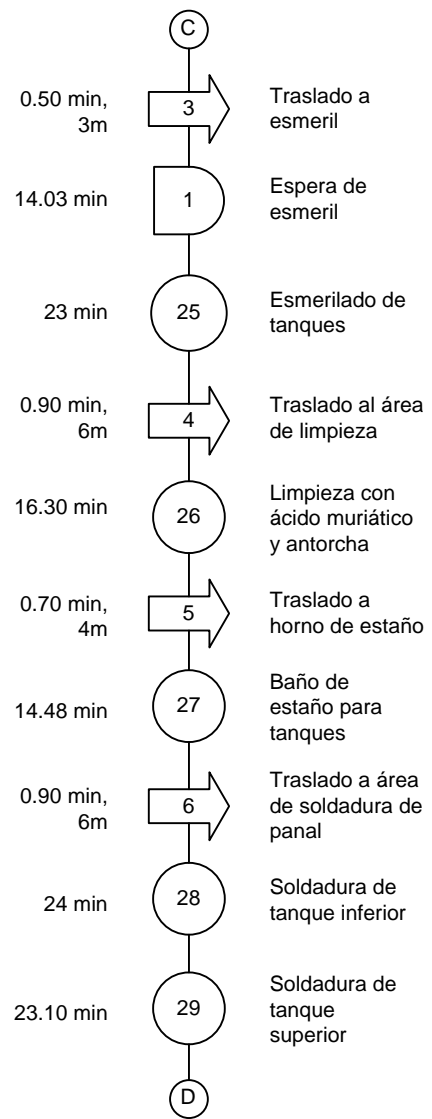 C
0.50 min,
3m
3
Traslado a
esmeril
14.03 min
1
Espera de
esmeril
23 min
25
Esmerilado de
tanques
0.90 min,
6m
4
Traslado al área
de limpieza
16.30 min
26
Limpieza con
ácido muriático
y antorcha
0.70 min,
4m
5
Traslado a
horno de estaño
14.48 min
27
Baño de
estaño para
tanques
0.90 min,
6m
6
Traslado a área
de soldadura de
panal
24 min
28
Soldadura de
tanque inferior
23.10 min
29
Soldadura de
tanque
superior
D